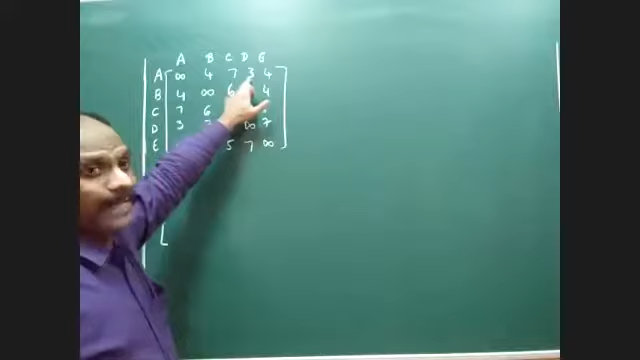 A B C D E
A ∞ 4 7 3 4
B 4 ∞ 6 4
C 7 6
D 3 ∞ 7
E 5 7 ∞